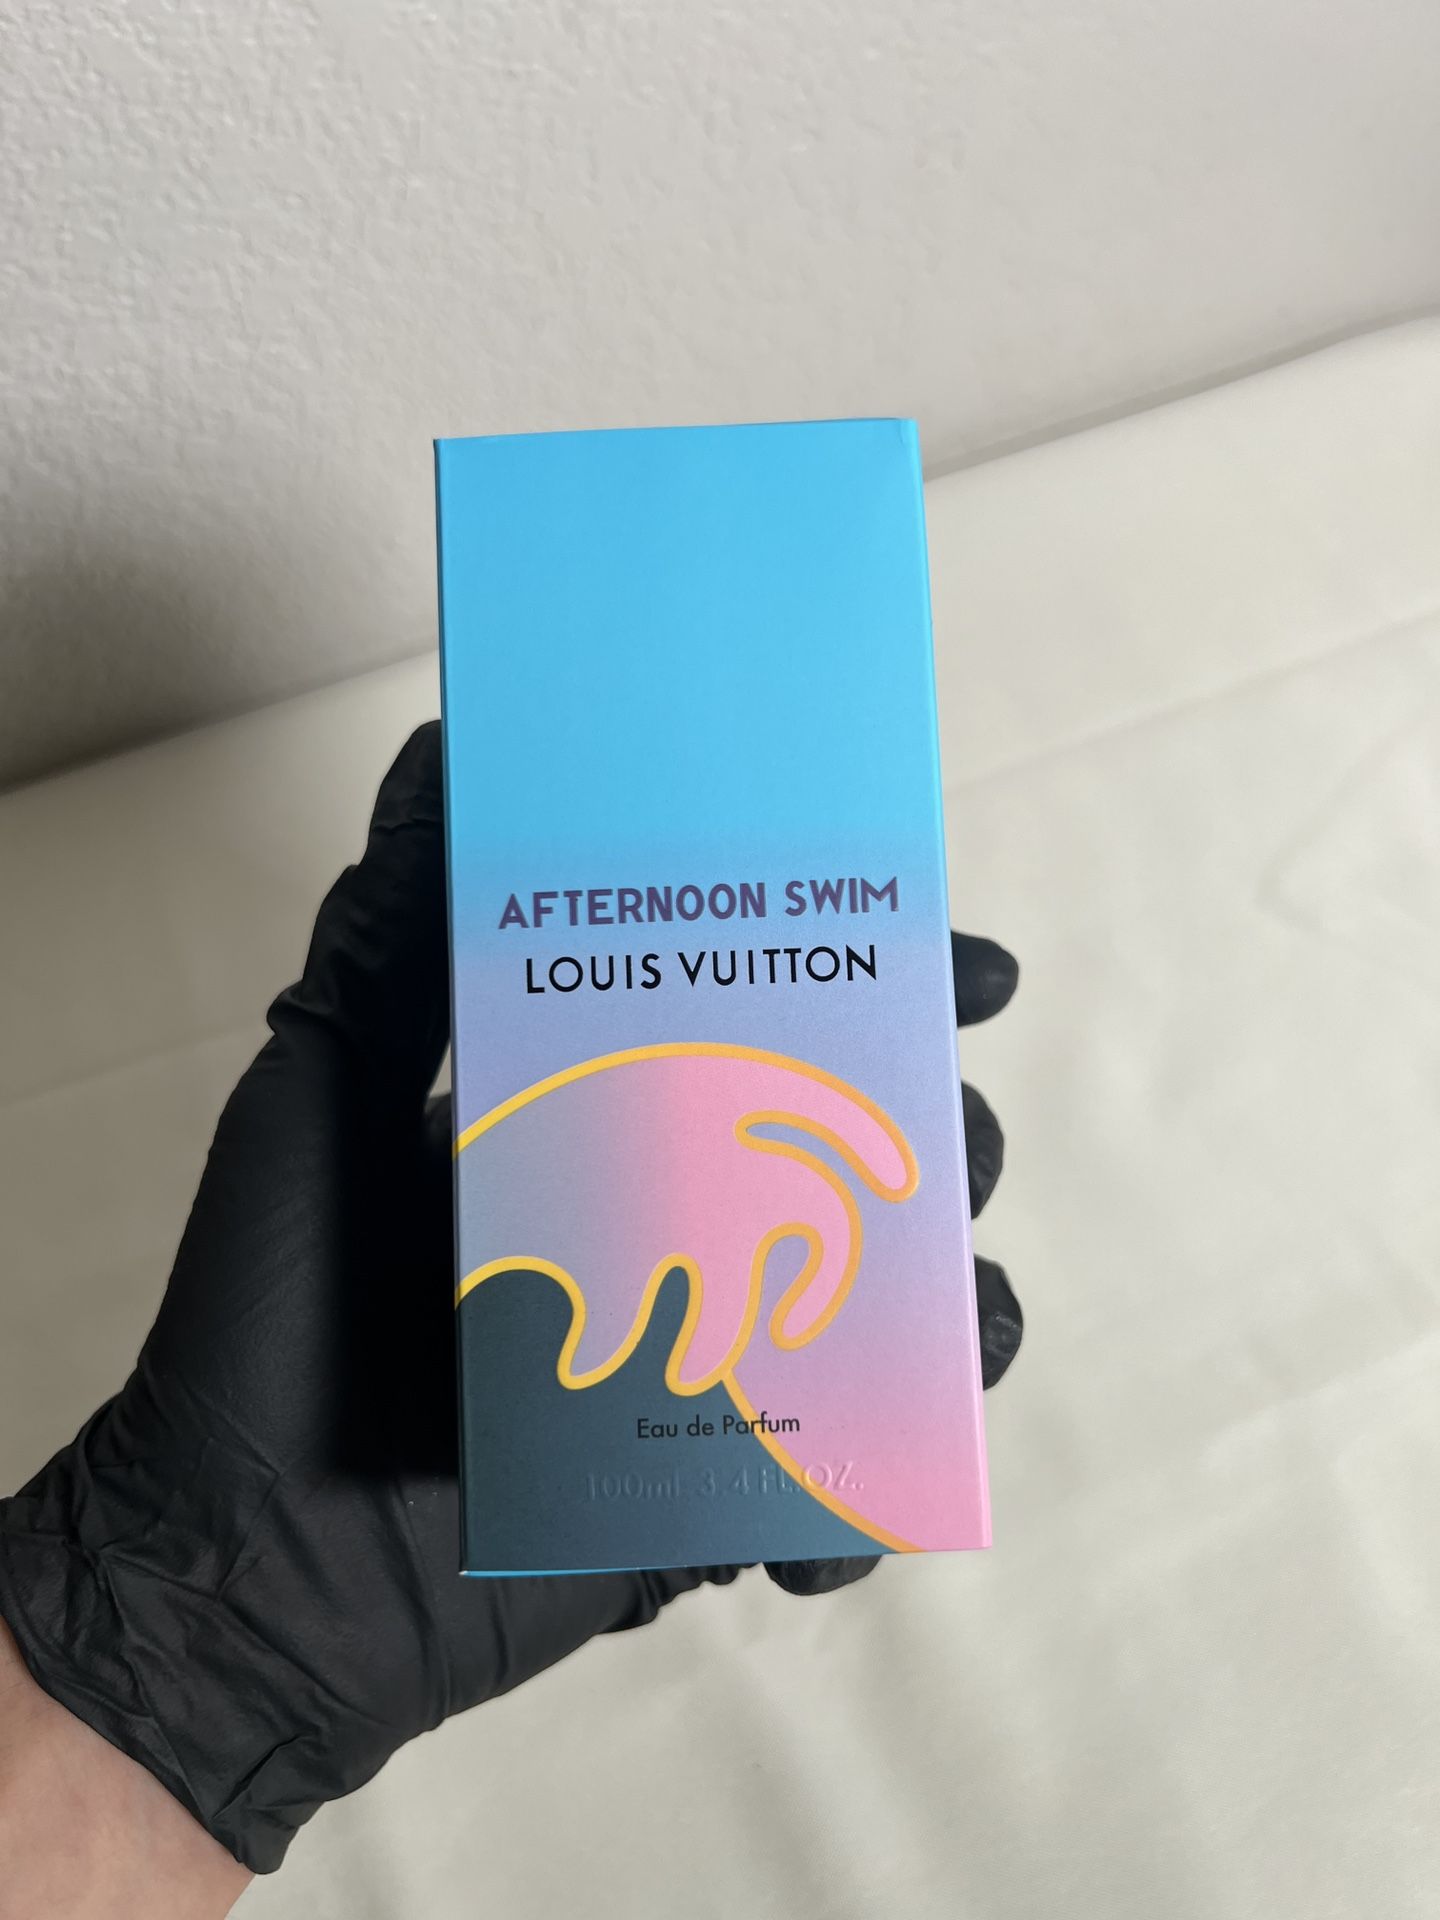 AFTERNOON SWIM
LOUIS VUITTON
Eau de Parfum
100ml 3.4 FL.OZ.